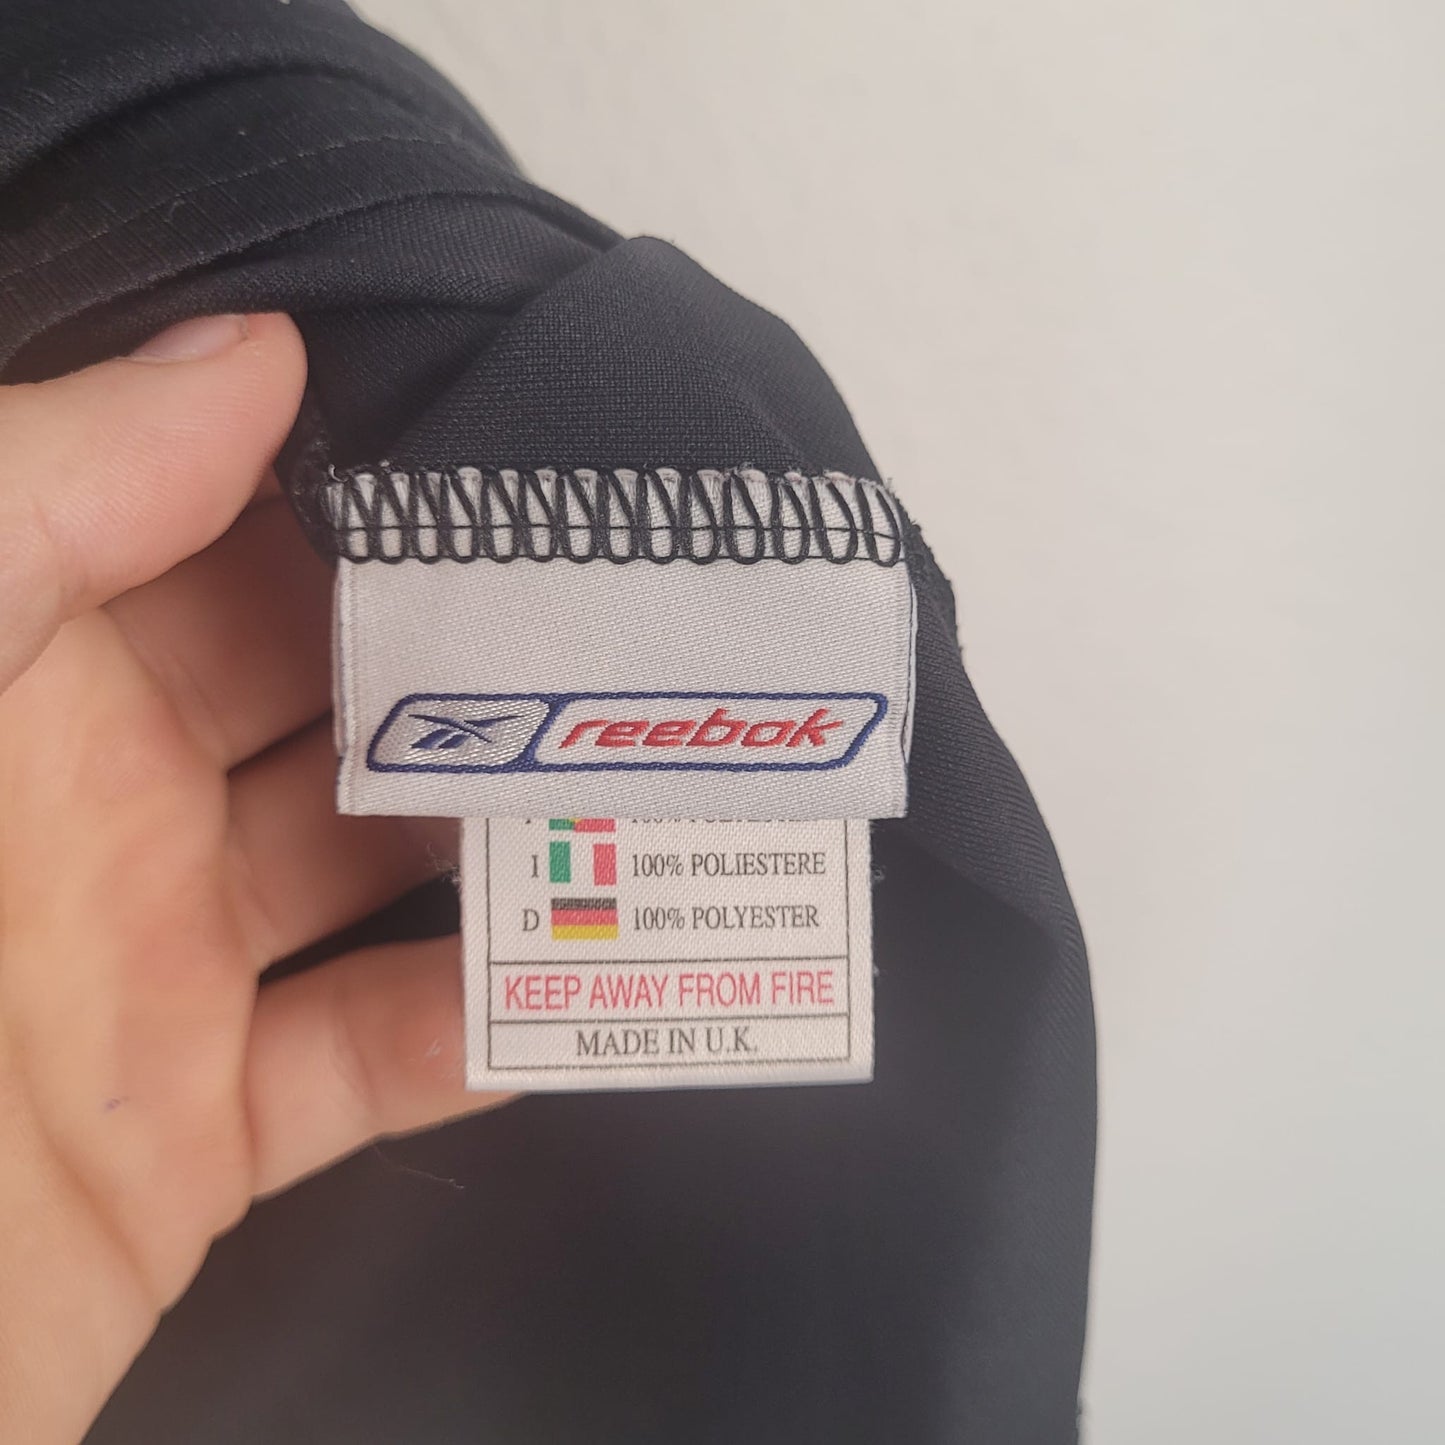 reebok
I 100% POLIESTERE
D 100% POLYESTER
KEEP AWAY FROM FIRE
MADE IN U.K.